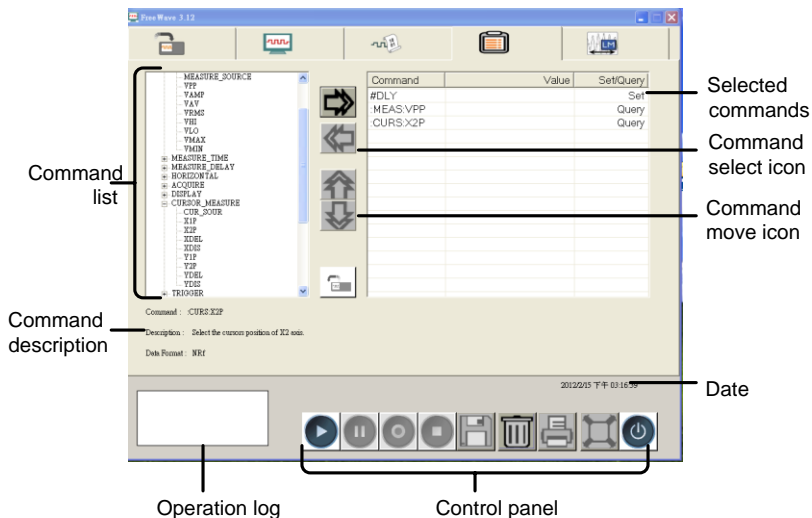 FreeWave 3.12
LM
MEASURE_SOURCE
VPP
VAMP
VAV
VRMS
VHI
VLO
VMAX
VMIN
MEASURE_TIME
MEASURE_DELAY
HORIZONTAL
ACQUIRE
DISPLAY
CURSOR_MEASURE
CUR_SOUR
X1P
X2P
XDEL
XDIS
Y1P
Y2P
YDEL
YDIS
TRIGGER
Command Value Set/Query
#DLY Set
:MEAS:VPP Query
:CURS:X2P Query
Selected
commands
Command
select icon
Command
move icon
Command
list
Command : :CURS:X2P
Description : Select the cursors position of X2 axis.
Data Format : NRf
Command
description
2012/2/15 下午 03:16:39
Date
Operation log
Control panel